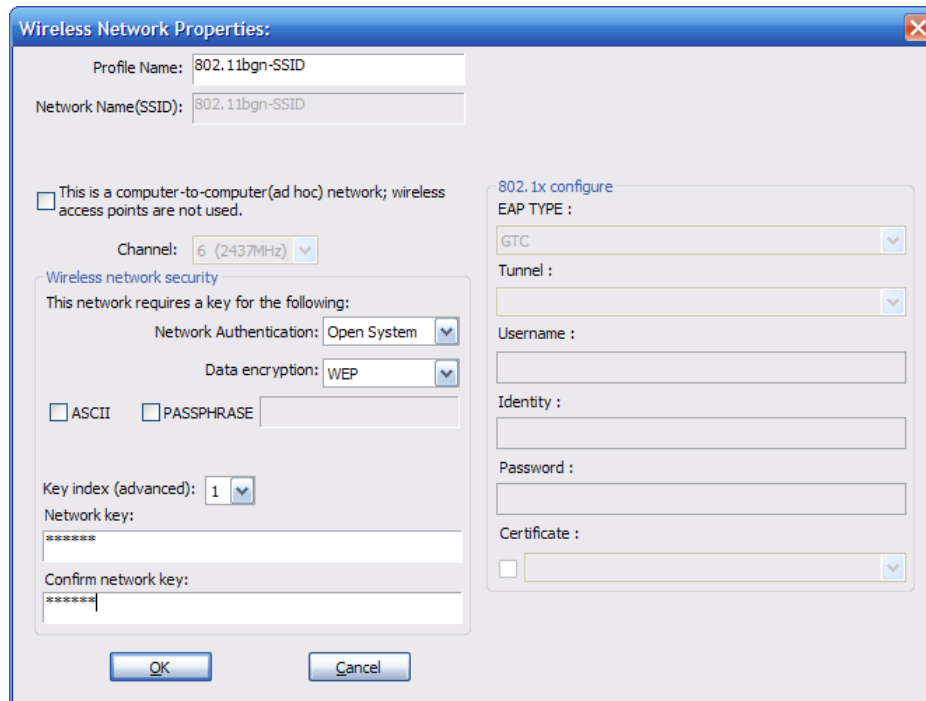 Wireless Network Properties:
Profile Name: 802.11bgn-SSID
Network Name(SSID): 802.11bgn-SSID
This is a computer-to-computer(ad hoc) network; wireless
access points are not used.
Channel: 6 (2437MHz)
Wireless network security
This network requires a key for the following:
Network Authentication: Open System
Data encryption: WEP
ASCII PASSPHRASE
Key index (advanced): 1
Network key:
******
Confirm network key:
******
OK Cancel
802.1x configure
EAP TYPE :
GTC
Tunnel :
Username :
Identity :
Password :
Certificate :